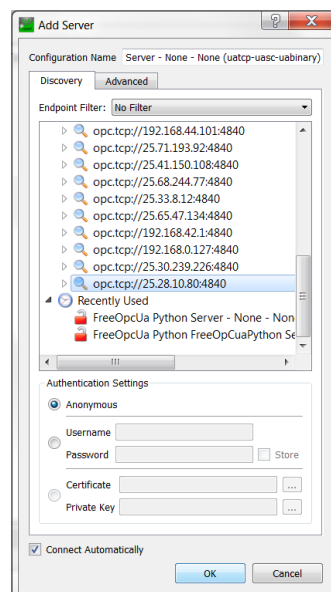 Add Server
Configuration Name Server - None - None (uatcp-uasc-uabinary)
Discovery Advanced
Endpoint Filter: No Filter
opc.tcp://192.168.44.101:4840
opc.tcp://25.71.193.92:4840
opc.tcp://25.41.150.108:4840
opc.tcp://25.68.244.77:4840
opc.tcp://25.33.8.12:4840
opc.tcp://25.65.47.134:4840
opc.tcp://192.168.42.1:4840
opc.tcp://192.168.0.127:4840
opc.tcp://25.30.239.226:4840
opc.tcp://25.28.10.80:4840
Recently Used
FreeOpcUa Python Server - None - Non
FreeOpcUa Python FreeOpCuaPython Se
Authentication Settings
Anonymous
Username
Password Store
Certificate ...
Private Key ...
Connect Automatically
OK Cancel